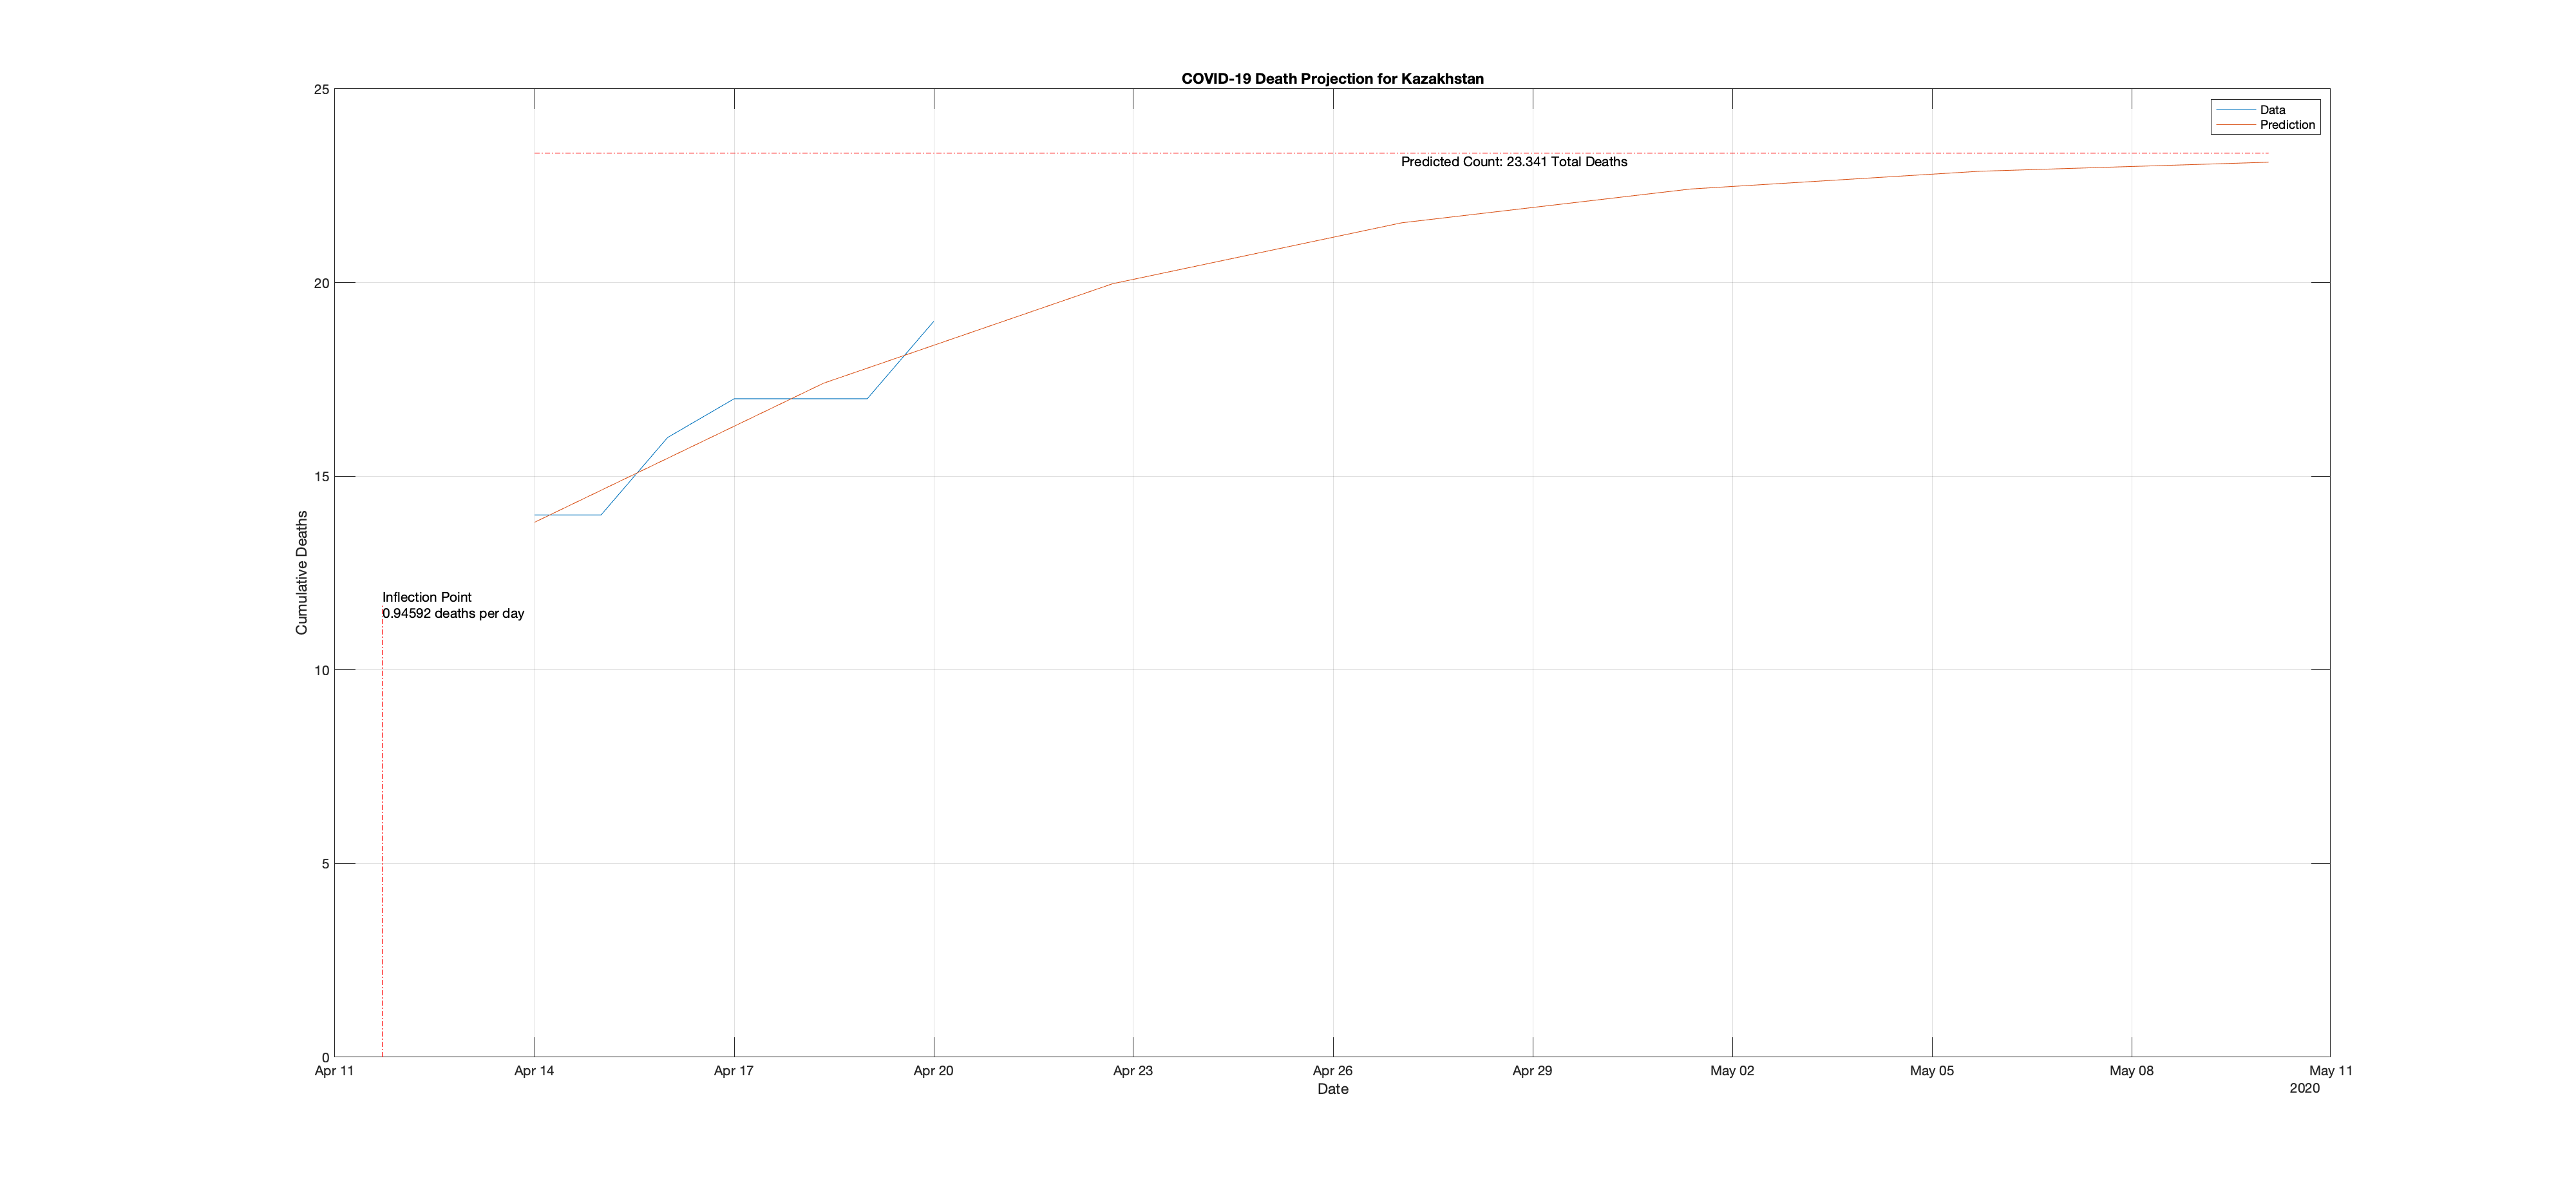 COVID-19 Death Projection for Kazakhstan
25
Data
Prediction
Predicted Count: 23.341 Total Deaths
20
15
Cumulative Deaths
Inflection Point
0.94592 deaths per day
10
5
0
Apr 11 Apr 14 Apr 17 Apr 20 Apr 23 Apr 26 Apr 29 May 02 May 05 May 08 May 11
Date
2020